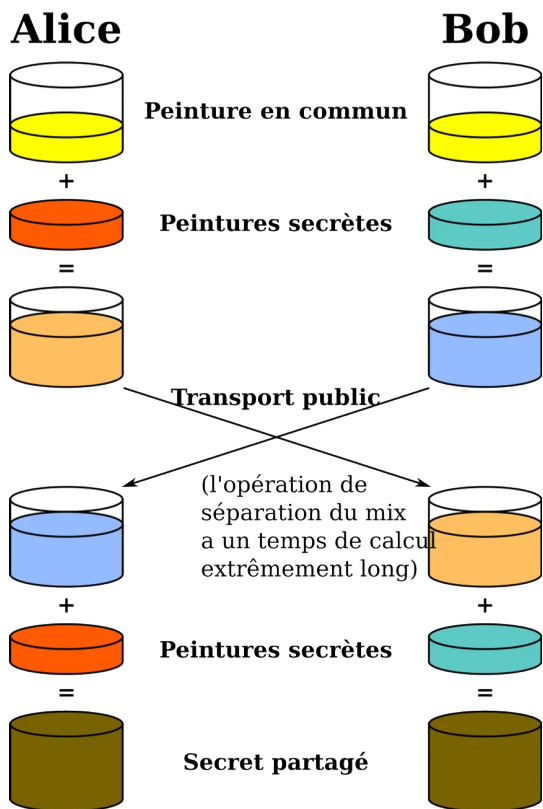 Alice
Bob
Peinture en commun
+
+
Peintures secrètes
=
=
Transport public
(l'opération de
séparation du mix
a un temps de calcul
extrêmement long)
+
+
Peintures secrètes
=
=
Secret partagé